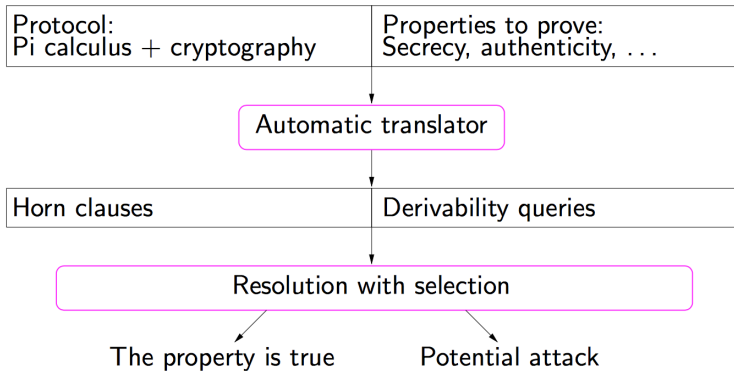 Protocol:
Pi calculus + cryptography
Properties to prove:
Secrecy, authenticity, ...
Automatic translator
Horn clauses
Derivability queries
Resolution with selection
The property is true
Potential attack